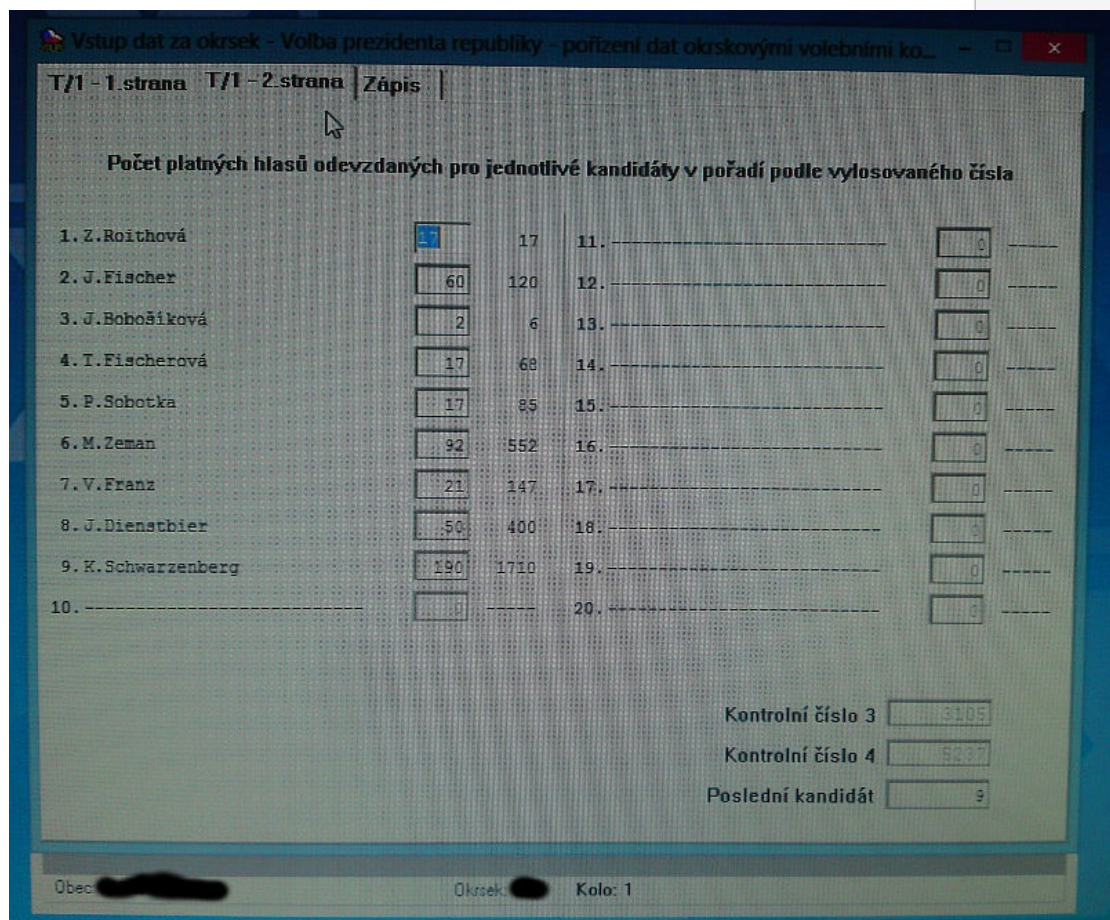 Vstup dat za okrsek - Volba prezidenta republiky - pořízení dat okrskovými volebními ko...
T/1 - 1.strana T/1 - 2.strana Zápis
Počet platných hlasů odevzdaných pro jednotlivé kandidáty v pořadí podle vylosovaného čísla
1. Z.Roithová 17 17 11. -------------------- 0 -----
2. J.Fischer 60 120 12. -------------------- 0 -----
3. J.Bobošíková 2 6 13. -------------------- 0 -----
4. T.Fischerová 17 68 14. -------------------- 0 -----
5. P.Sobotka 17 85 15. -------------------- 0 -----
6. M.Zeman 92 552 16. -------------------- 0 -----
7. V.Franz 21 147 17. -------------------- 0 -----
8. J.Dienstbier 50 400 18. -------------------- 0 -----
9. K.Schwarzenberg 190 1710 19. -------------------- 0 -----
10. -------------------- 0 ----- 20. -------------------- 0 -----
Kontrolní číslo 3 3105
Kontrolní číslo 4 5237
Poslední kandidát 9
Obec: Okrsek: Kolo: 1